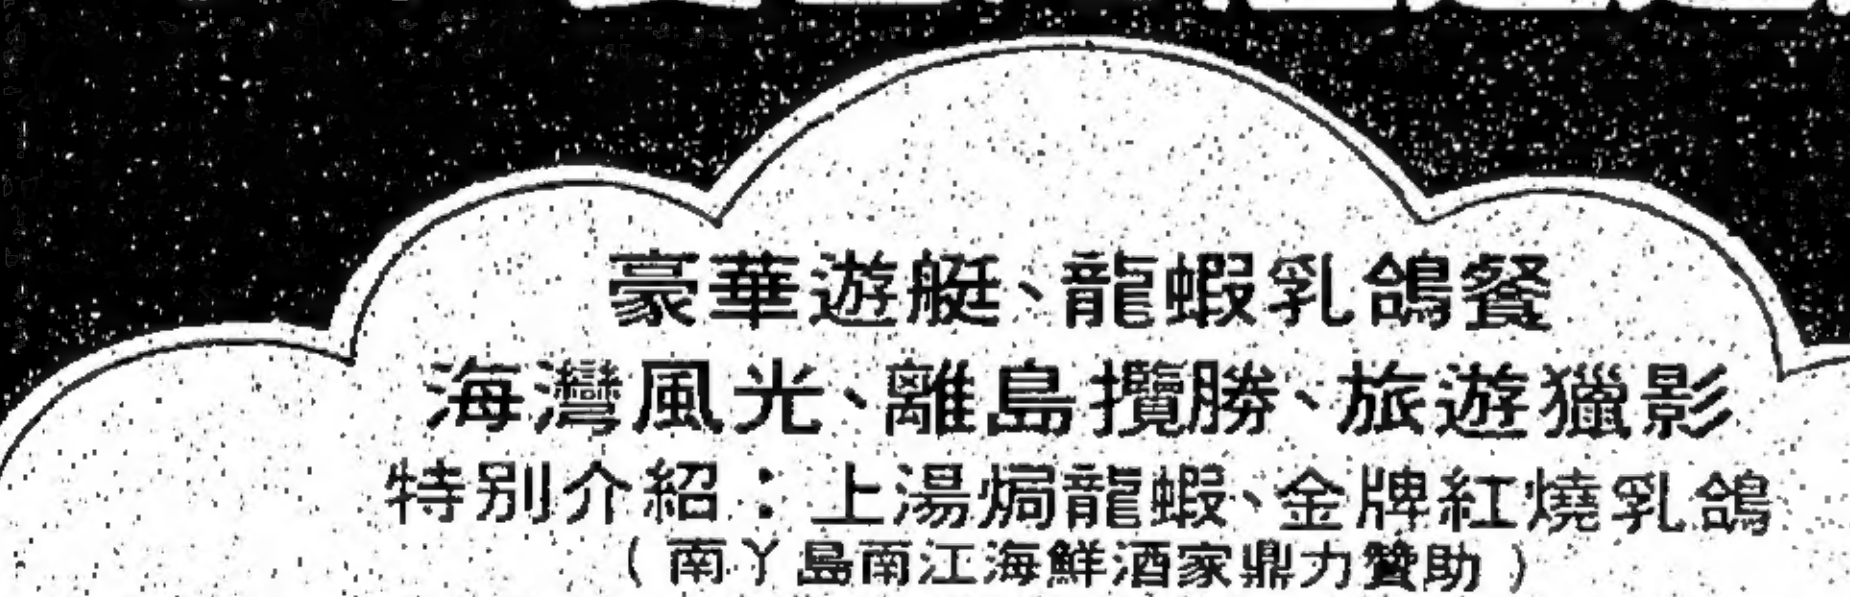 豪華遊艇、龍蝦乳鴿餐
海灣風光、離島攬勝、旅遊獵影
特別介紹：上湯焗龍蝦、金牌紅燒乳鴿
（南丫島南江海鮮酒家鼎力贊助）